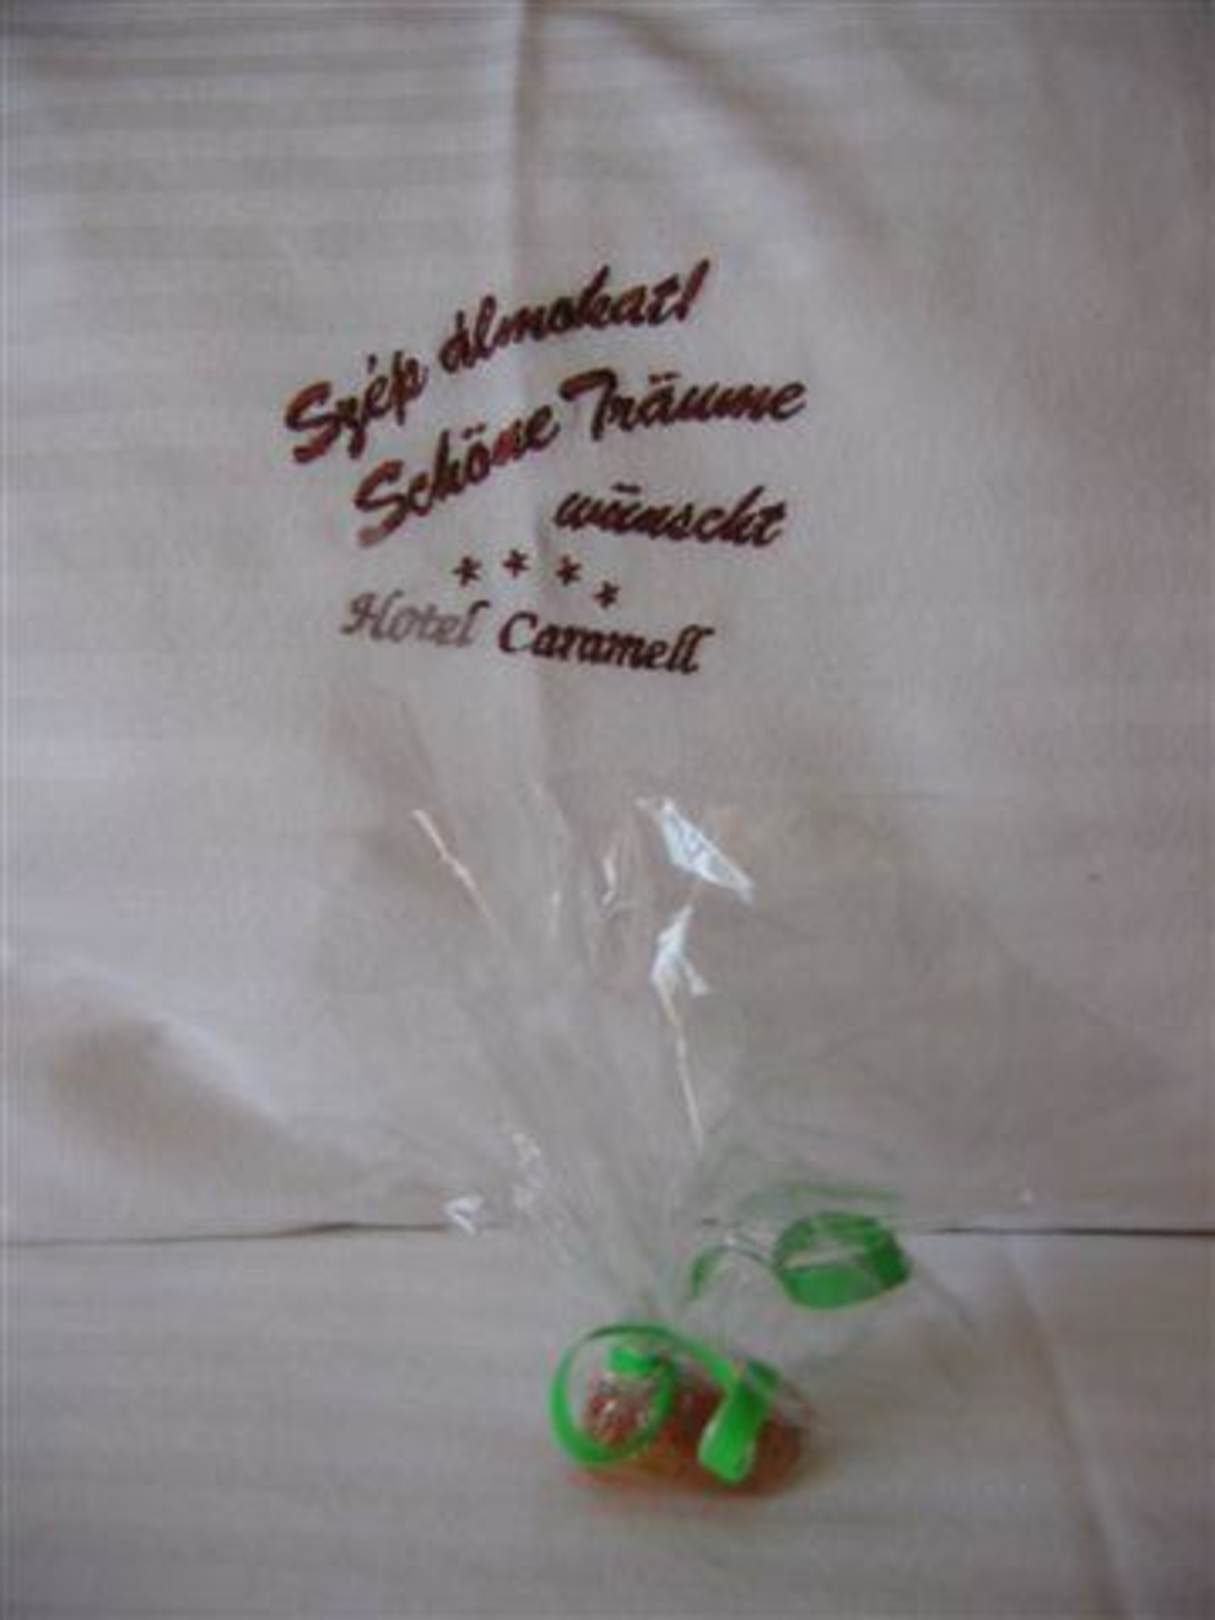 Szép álmokat!
Schöne Träume
wünscht
* * * *
Hotel Caramell